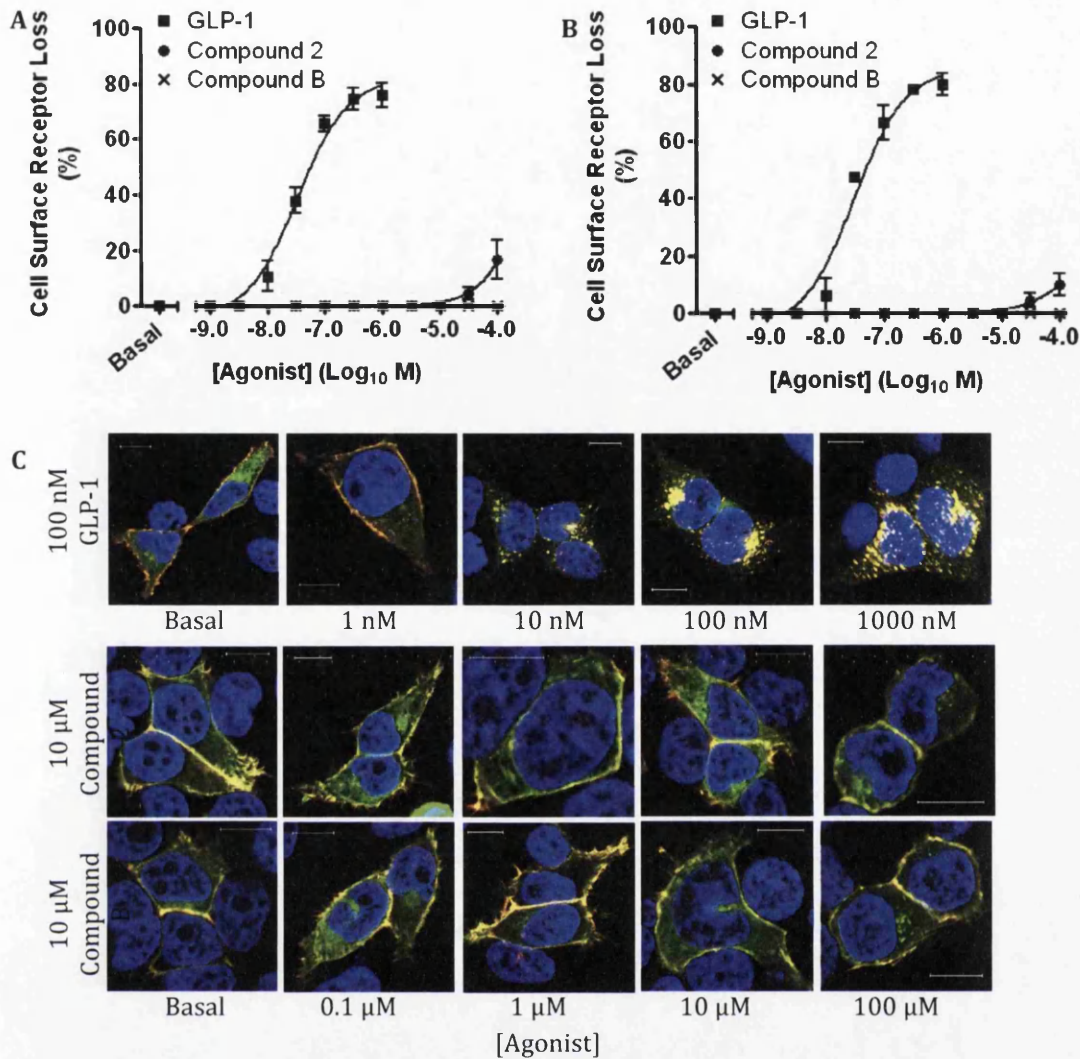 A
Cell Surface Receptor Loss
(%)
100
80
60
40
20
0
GLP-1
Compound 2
Compound B
Basal
-9.0 -8.0 -7.0 -6.0 -5.0 -4.0
[Agonist] (Log10 M)
B
Cell Surface Receptor Loss
(%)
100
80
60
40
20
0
GLP-1
Compound 2
Compound B
Basal
-9.0 -8.0 -7.0 -6.0 -5.0 -4.0
[Agonist] (Log10 M)
C
100 nM
GLP-1
Basal 1 nM 10 nM 100 nM 1000 nM
10 µM
Compound
10 µM
Compound
Basal 0.1 µM 1 µM 10 µM 100 µM
[Agonist]